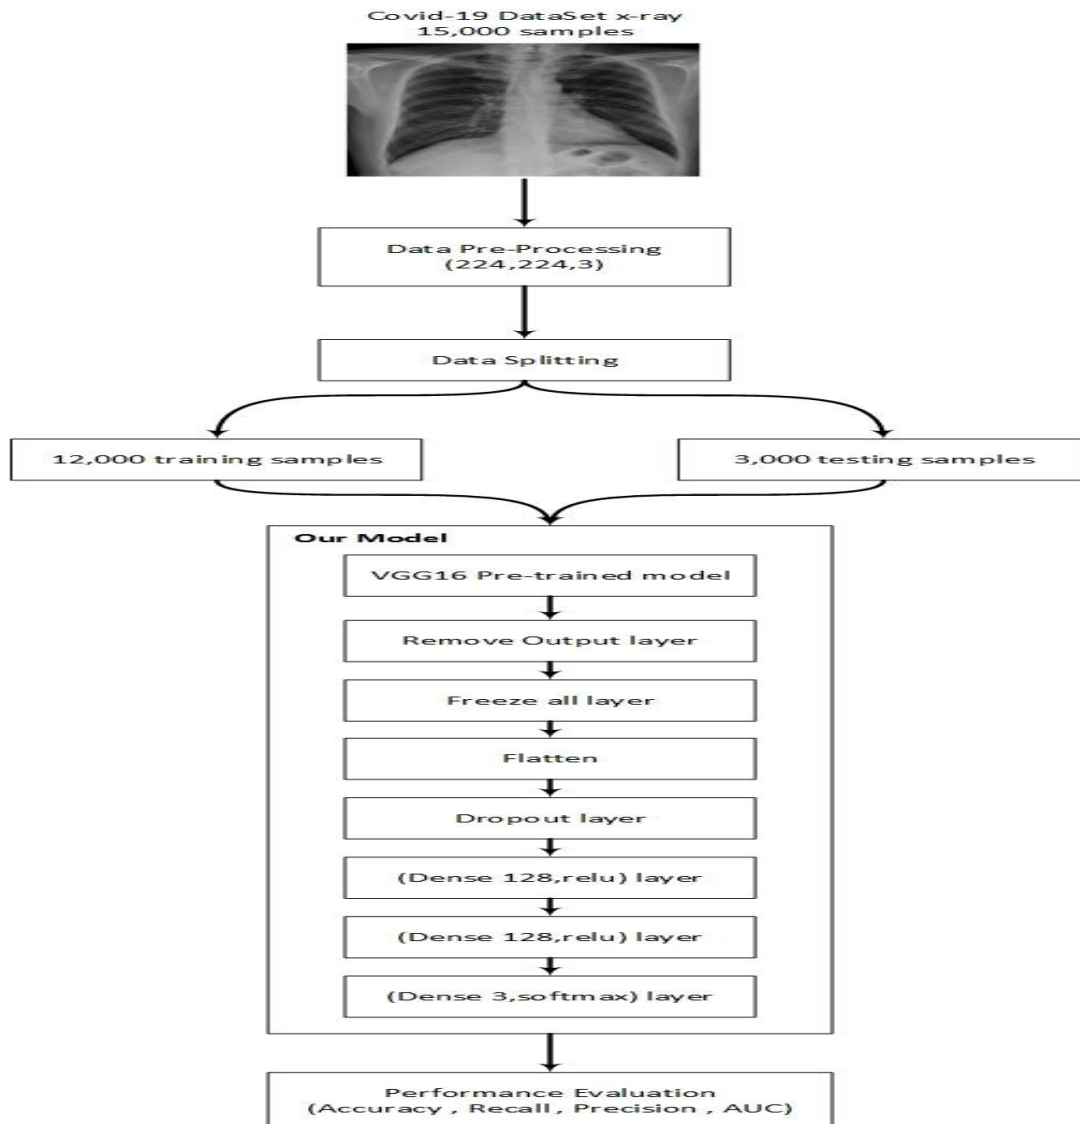 Covid-19 DataSet x-ray
15,000 samples
Data Pre-Processing
(224,224,3)
Data Splitting
12,000 training samples
3,000 testing samples
Our Model
VGG16 Pre-trained model
Remove Output layer
Freeze all layer
Flatten
Dropout layer
(Dense 128,relu) layer
(Dense 128,relu) layer
(Dense 3,softmax) layer
Performance Evaluation
(Accuracy , Recall , Precision , AUC)